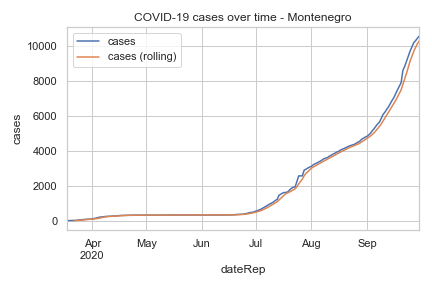 COVID-19 cases over time - Montenegro
cases
cases (rolling)
10000
8000
6000
4000
2000
0
cases
Apr
2020
May
Jun
Jul
Aug
Sep
dateRep